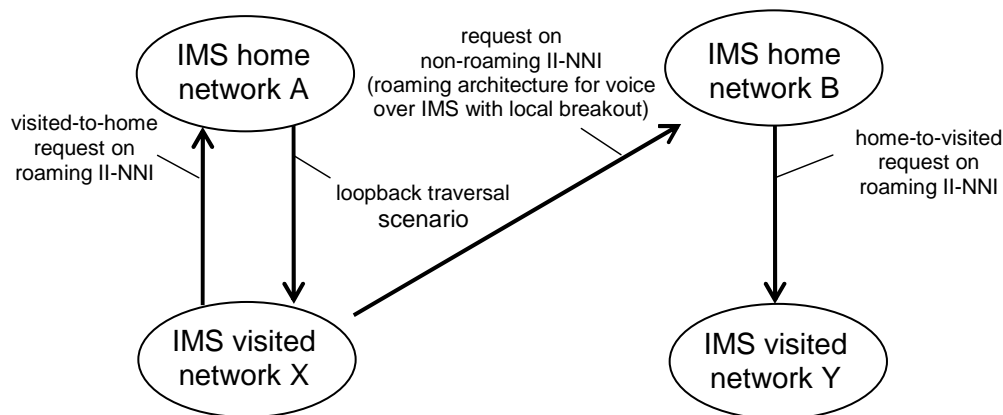 IMS home
network A
request on
non-roaming II-NNI
(roaming architecture for voice
over IMS with local breakout)
IMS home
network B
visited-to-home
request on
roaming II-NNI
loopback traversal
scenario
home-to-visited
request on
roaming II-NNI
IMS visited
network X
IMS visited
network Y